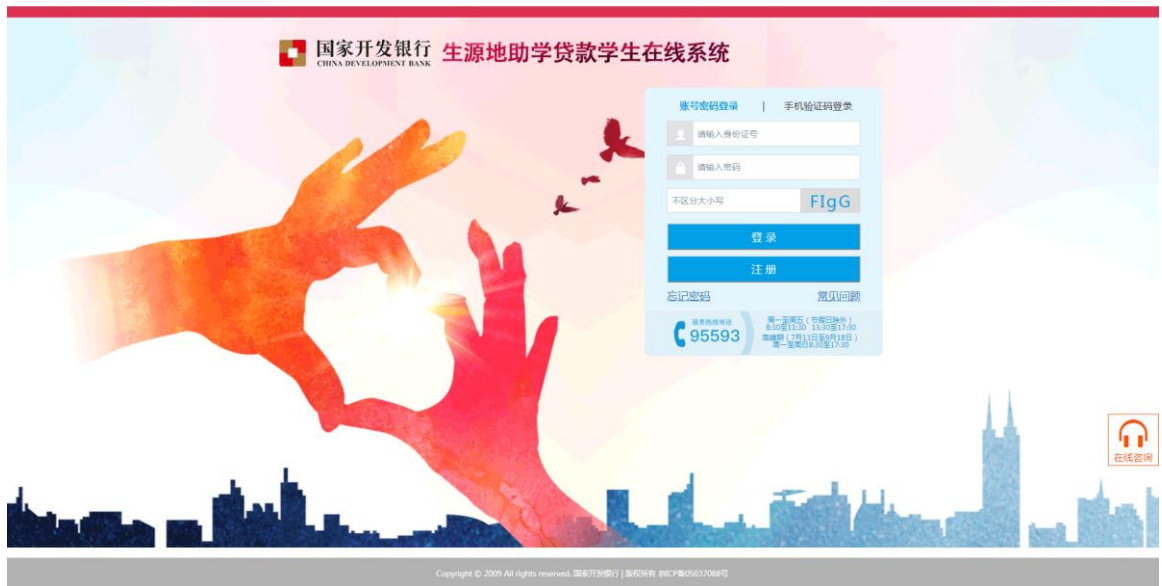 国家开发银行 生源地助学贷款学生在线系统
CHINA DEVELOPMENT BANK
账号密码登录 | 手机验证码登录
请输入身份证号
请输入密码
不区分大小写 FIgG
登 录
注 册
忘记密码 常见问题
服务热线电话
95593
周一至周五（节假日除外）
8:30至11:30 13:30至17:30
高峰期（7月13日至9月18日）
周一至周日8:30至17:30
在线咨询
Copyright © 2009 All rights reserved. 国家开发银行 | 版权所有 京ICP备05037088号